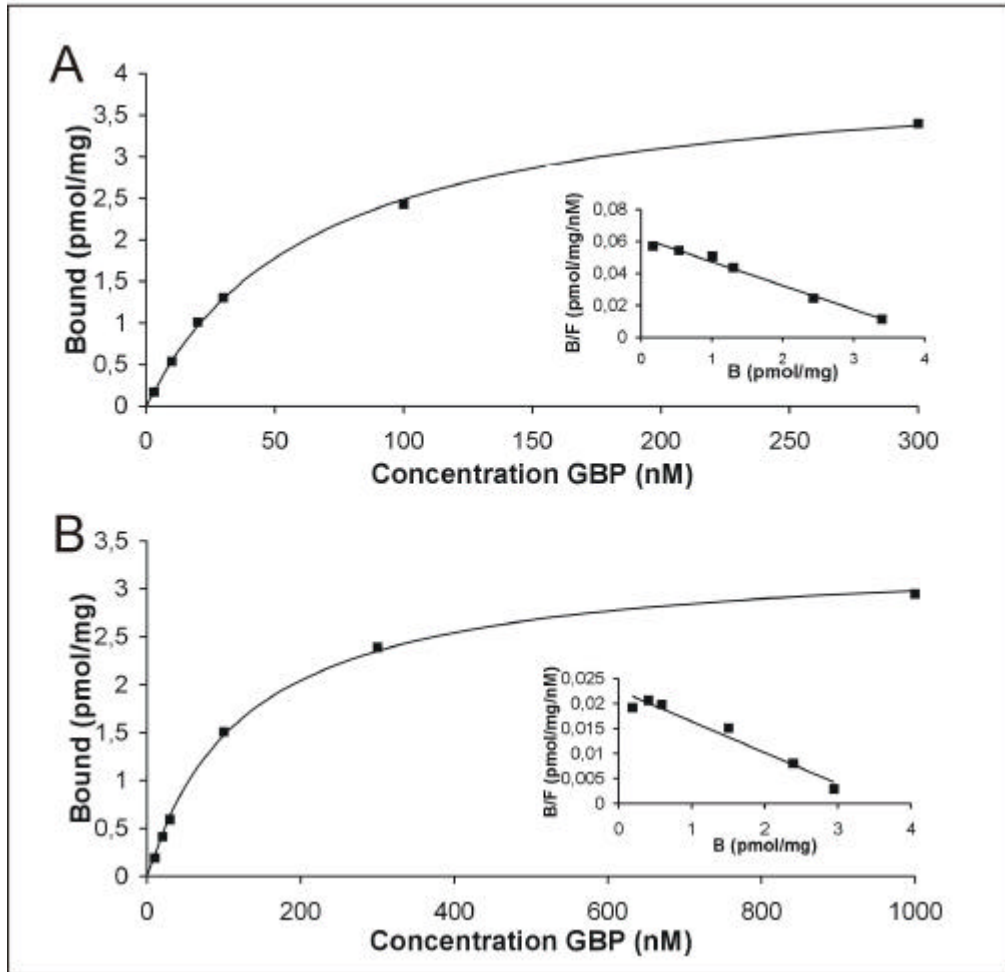 A
Bound (pmol/mg)
4
3,5
3
2,5
2
1,5
1
0,5
0
0 50 100 150 200 250 300
Concentration GBP (nM)
B/F (pmol/mg/nM)
0,08
0,06
0,04
0,02
0
0 1 2 3 4
B (pmol/mg)
B
Bound (pmol/mg)
3,5
3
2,5
2
1,5
1
0,5
0
0 200 400 600 800 1000
Concentration GBP (nM)
B/F (pmol/mg/nM)
0,025
0,02
0,015
0,01
0,005
0
0 1 2 3 4
B (pmol/mg)